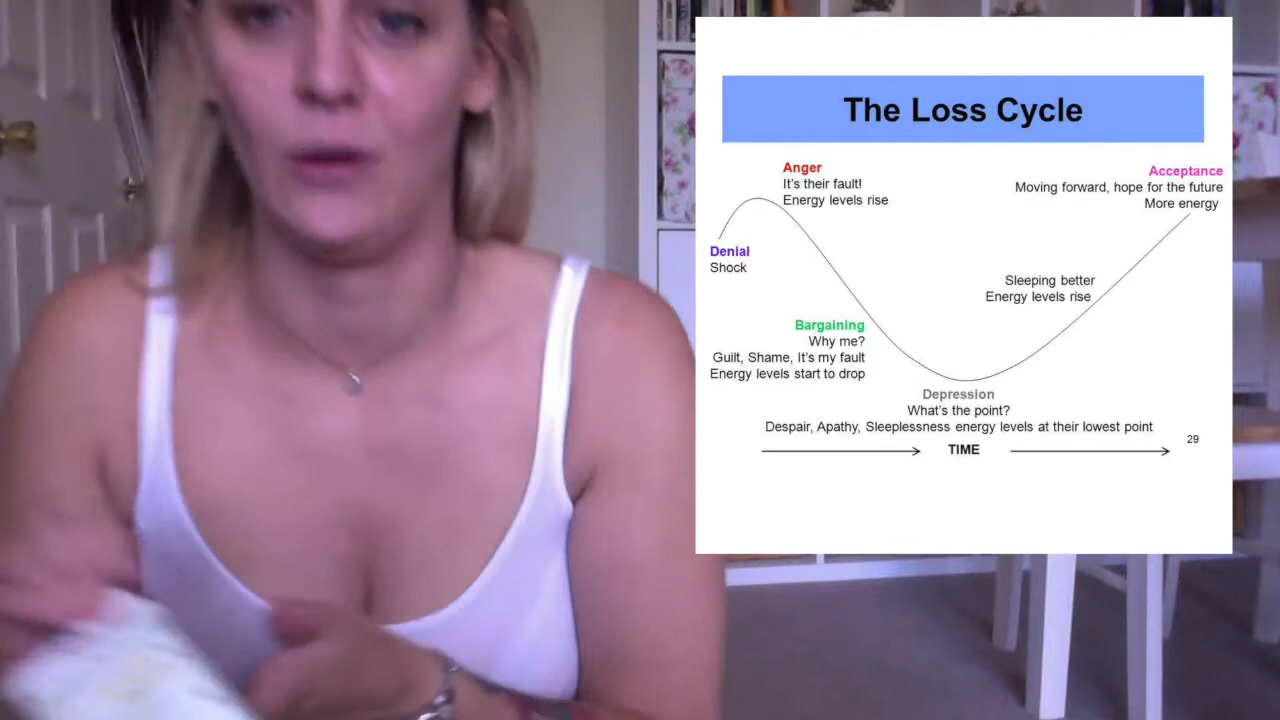 The Loss Cycle
Anger
It's their fault!
Energy levels rise
Acceptance
Moving forward, hope for the future
More energy
Denial
Shock
Sleeping better
Energy levels rise
Bargaining
Why me?
Guilt, Shame, It's my fault
Energy levels start to drop
Depression
What's the point?
Despair, Apathy, Sleeplessness energy levels at their lowest point
TIME
29